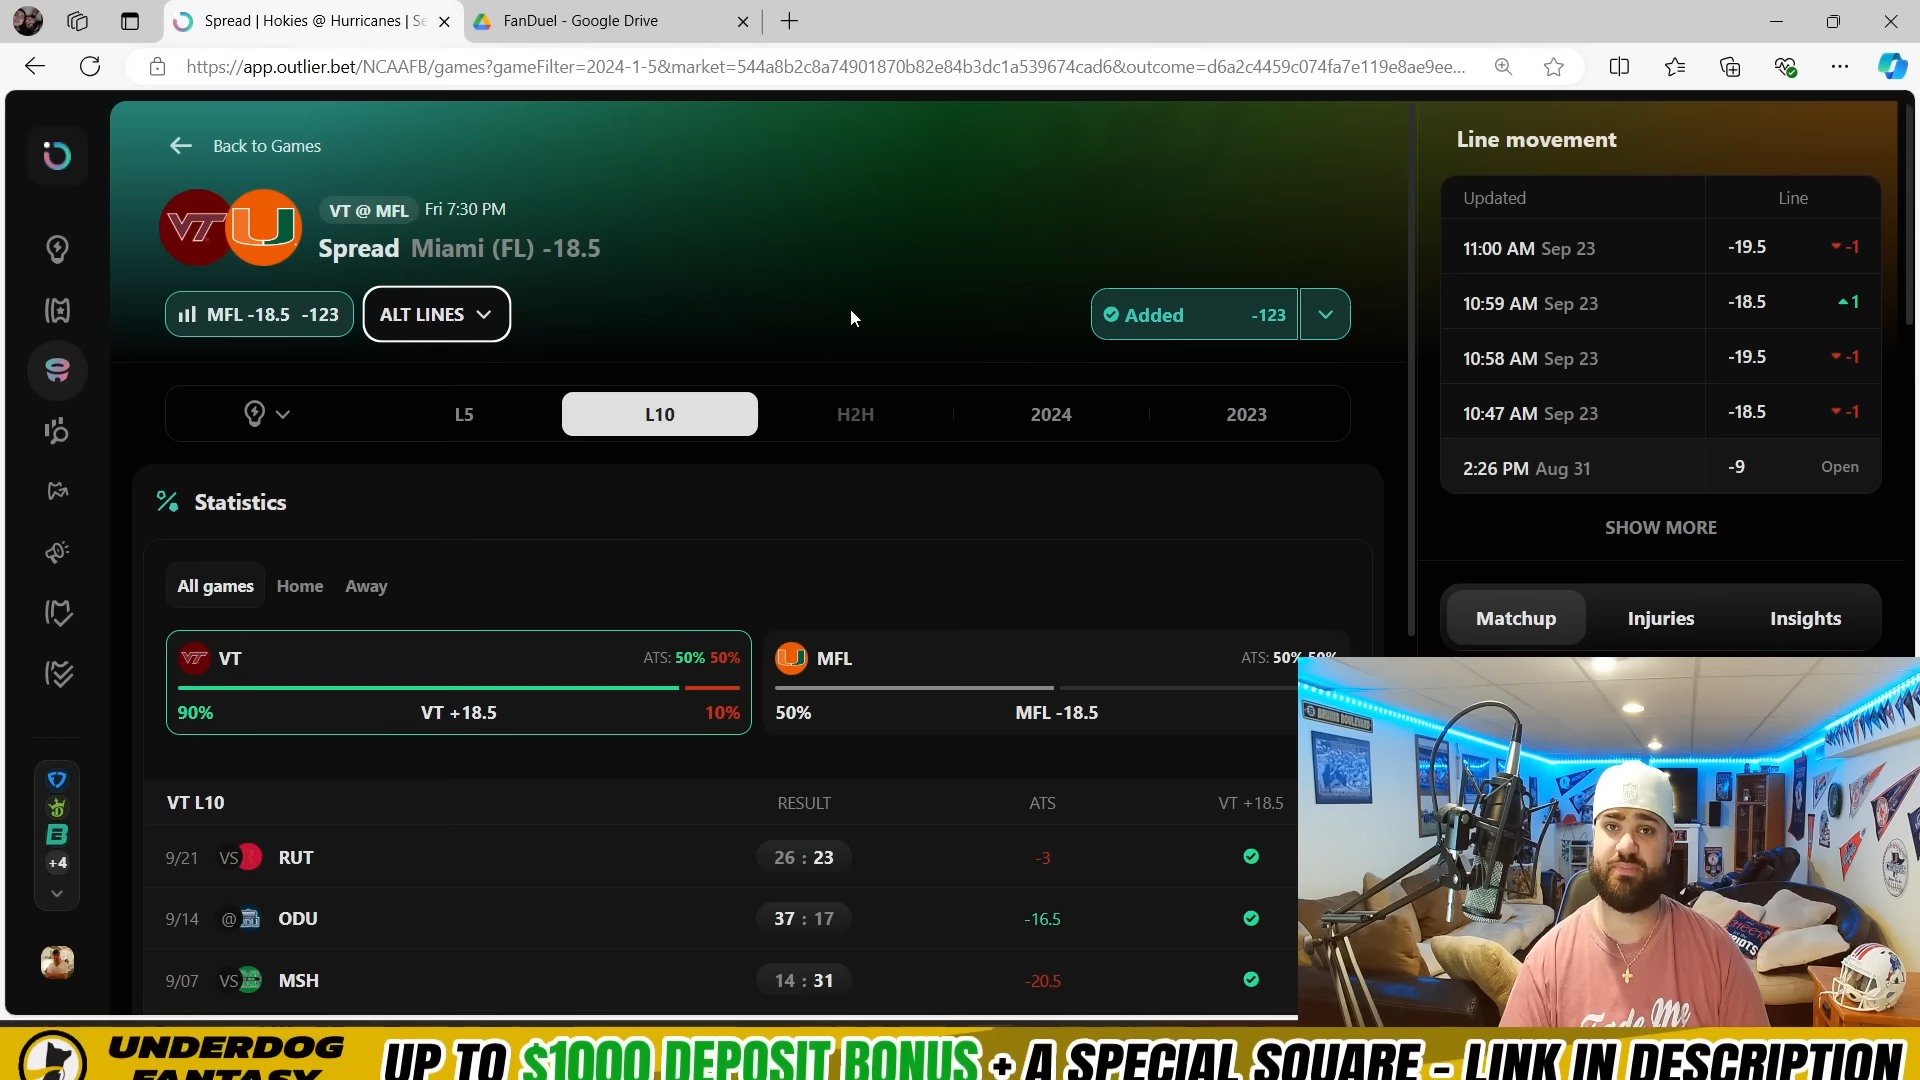 Spread | Hokies @ Hurricanes | Se
FanDuel - Google Drive
https://app.outlier.bet/NCAAFB/games?gameFilter=2024-1-5&market=544a8b2c8a74901870b82e84b3dc1a539674cad6&outcome=d6a2c4459c074fa7e119e8ae9ee...
Back to Games
VT @ MFL Fri 7:30 PM
Spread Miami (FL) -18.5
MFL -18.5 -123
ALT LINES
Added -123
L5 L10 H2H 2024 2023
Statistics
All games Home Away
VT ATS: 50% 50%
90% VT +18.5 10%
MFL ATS: 50% 50%
50% MFL -18.5
VT L10 RESULT ATS VT +18.5
9/21 VS RUT 26 : 23 -3
9/14 @ ODU 37 : 17 -16.5
9/07 VS MSH 14 : 31 -20.5
+4
Line movement
Updated Line
11:00 AM Sep 23 -19.5 -1
10:59 AM Sep 23 -18.5 1
10:58 AM Sep 23 -19.5 -1
10:47 AM Sep 23 -18.5 -1
2:26 PM Aug 31 -9 Open
SHOW MORE
Matchup Injuries Insights
BRUINS BOULEVARD
Fade Me
UNDERDOG
FANTASY
UP TO $1000 DEPOSIT BONUS + A SPECIAL SQUARE - LINK IN DESCRIPTION